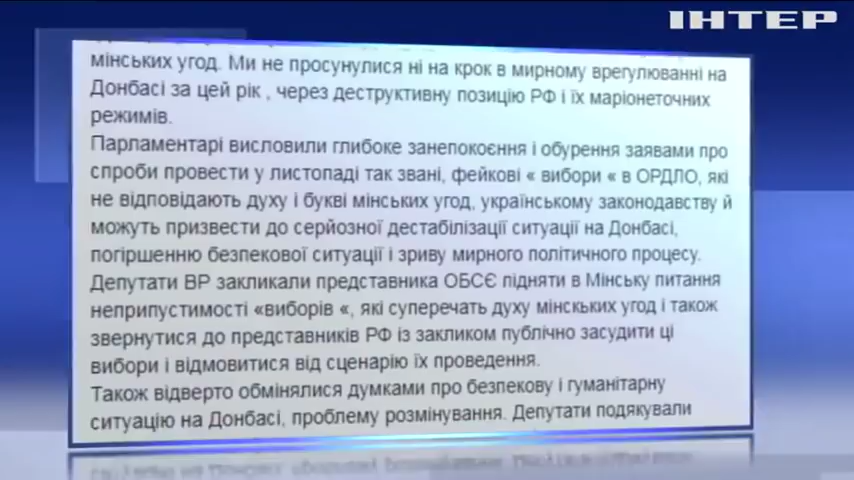 ІНТЕР
мінських угод. Ми не просунулися ні на крок в мирному врегулюванні на
Донбасі за цей рік , через деструктивну позицію РФ і їх маріонеточних
режимів.
Парламентарі висловили глибоке занепокоєння і обурення заявами про
спроби провести у листопаді так звані, фейкові « вибори « в ОРДЛО, які
не відповідають духу і букві мінських угод, українському законодавству й
можуть призвести до серйозної дестабілізації ситуації на Донбасі,
погіршенню безпекової ситуації і зриву мирного політичного процесу.
Депутати ВР закликали представника ОБСЄ підняти в Мінську питання
неприпустимості «виборів «, які суперечать духу мінскьких угод і також
звернутися до представників РФ із закликом публічно засудити ці
вибори і відмовитися від сценарію їх проведення.
Також відверто обмінялися думками про безпекову і гуманітарну
ситуацію на Донбасі, проблему розмінування. Депутати подякували